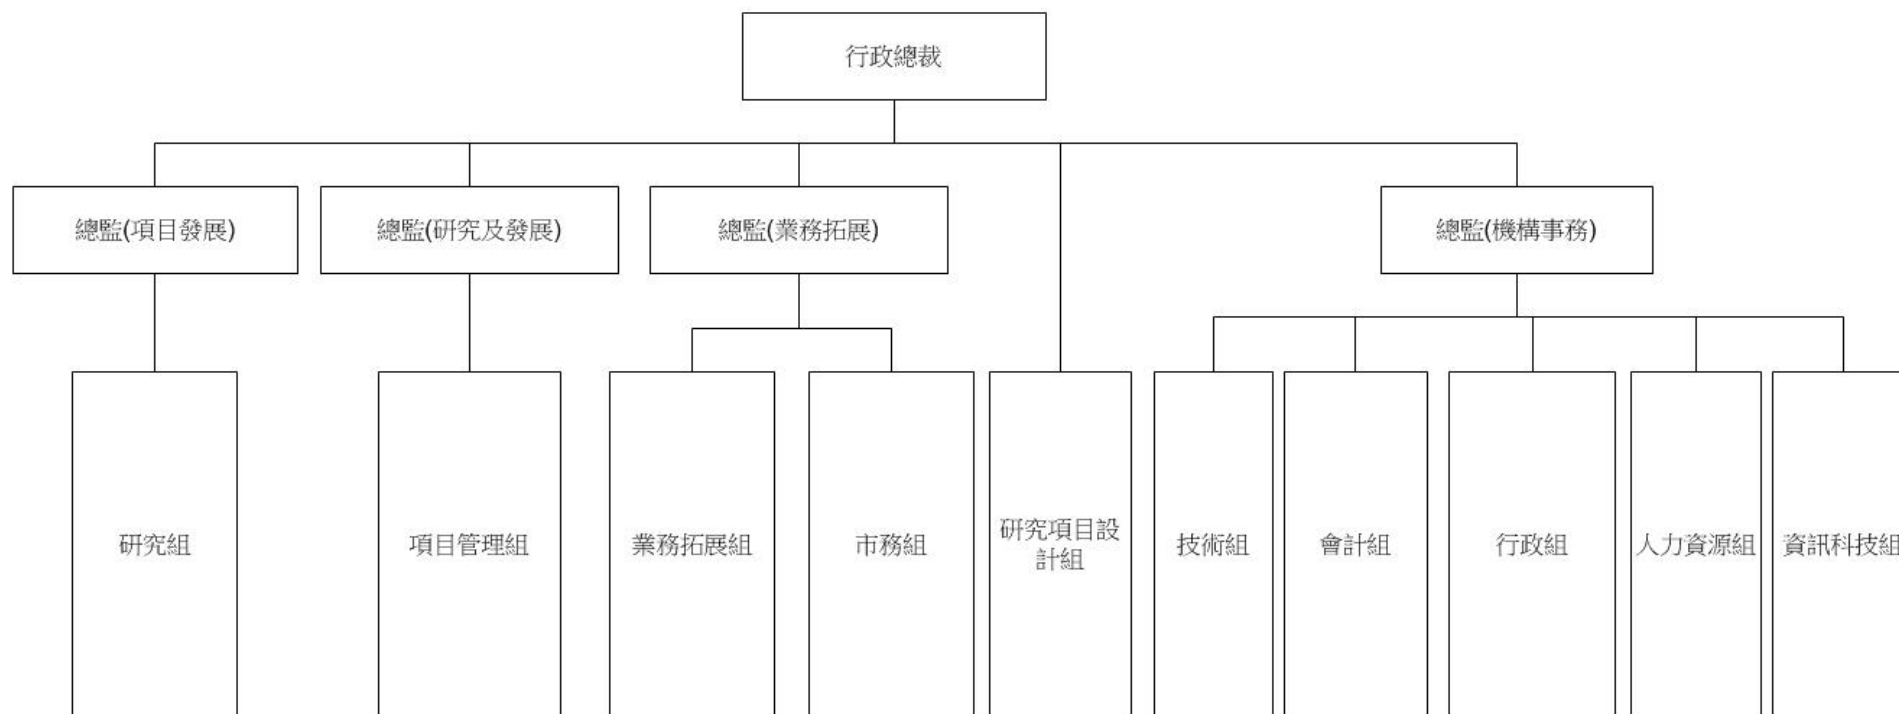 行政總裁
總監(項目發展)
總監(研究及發展)
總監(業務拓展)
總監(機構事務)
研究組
項目管理組
業務拓展組
市務組
研究項目設
計組
技術組
會計組
行政組
人力資源組
資訊科技組